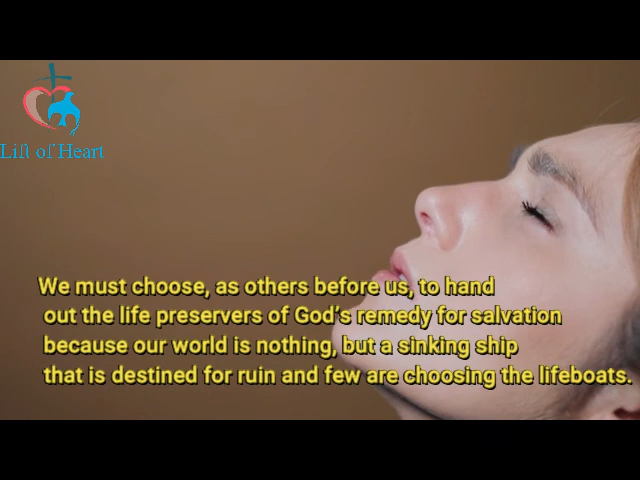 Lift of Heart
We must choose, as others before us, to hand
out the life preservers of God's remedy for salvation
because our world is nothing, but a sinking ship
that is destined for ruin and few are choosing the lifeboats.